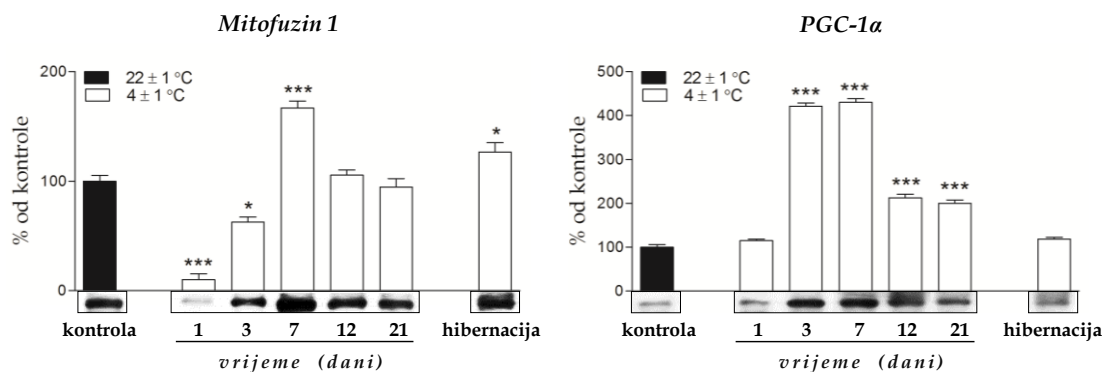 Mitofuzin 1
200
100
0
% od kontrole
22 ± 1 °C
4 ± 1 °C
***
*
***
*
kontrola
1 3 7 12 21
hibernacija
vrijeme (dani)
PGC-1α
500
400
300
200
100
0
% od kontrole
22 ± 1 °C
4 ± 1 °C
*** ***
*** ***
kontrola
1 3 7 12 21
hibernacija
vrijeme (dani)